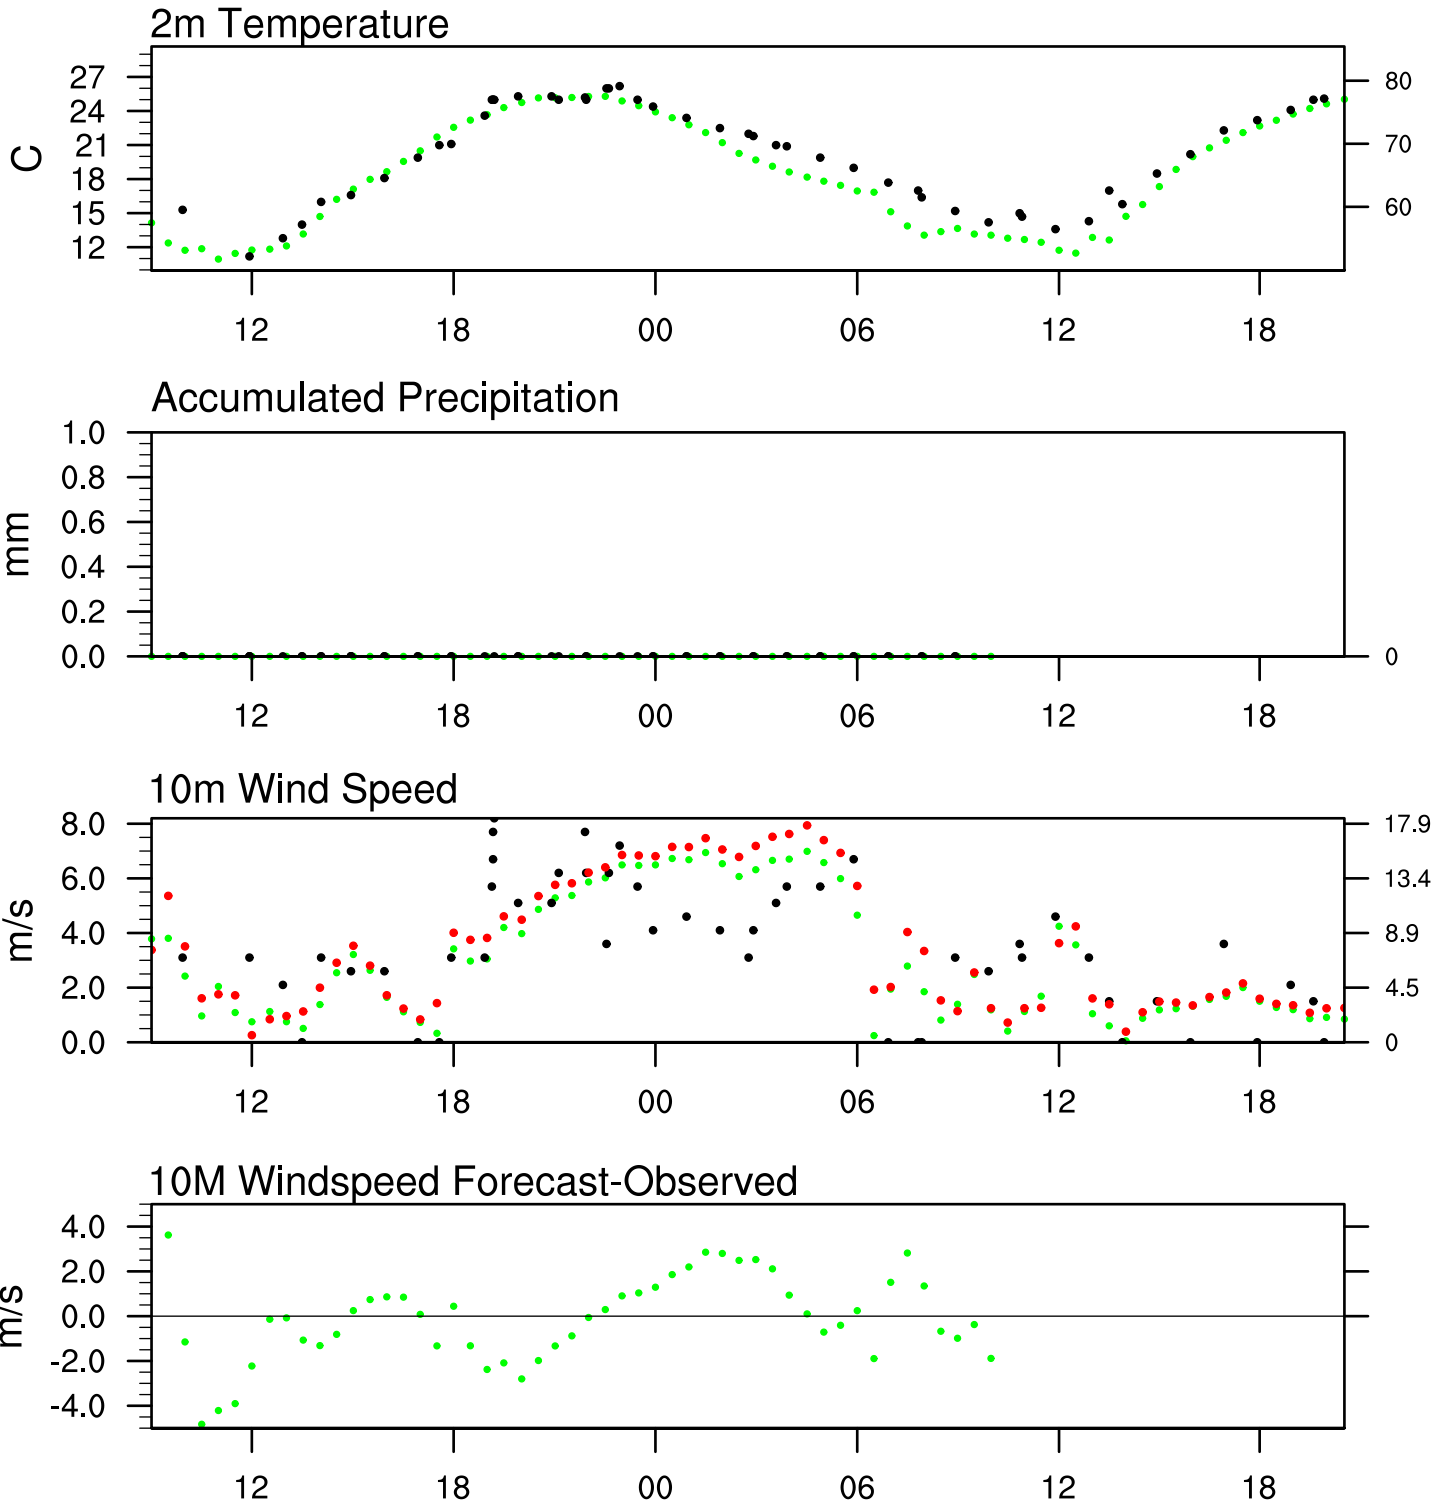 2m Temperature
27
24
21
18
15
12
C
80
70
60
12 18 00 06 12 18
Accumulated Precipitation
1.0
0.8
0.6
0.4
0.2
0.0
mm
0
12 18 00 06 12 18
10m Wind Speed
8.0
6.0
4.0
2.0
0.0
m/s
17.9
13.4
8.9
4.5
0
12 18 00 06 12 18
10M Windspeed Forecast-Observed
4.0
2.0
0.0
-2.0
-4.0
m/s
12 18 00 06 12 18